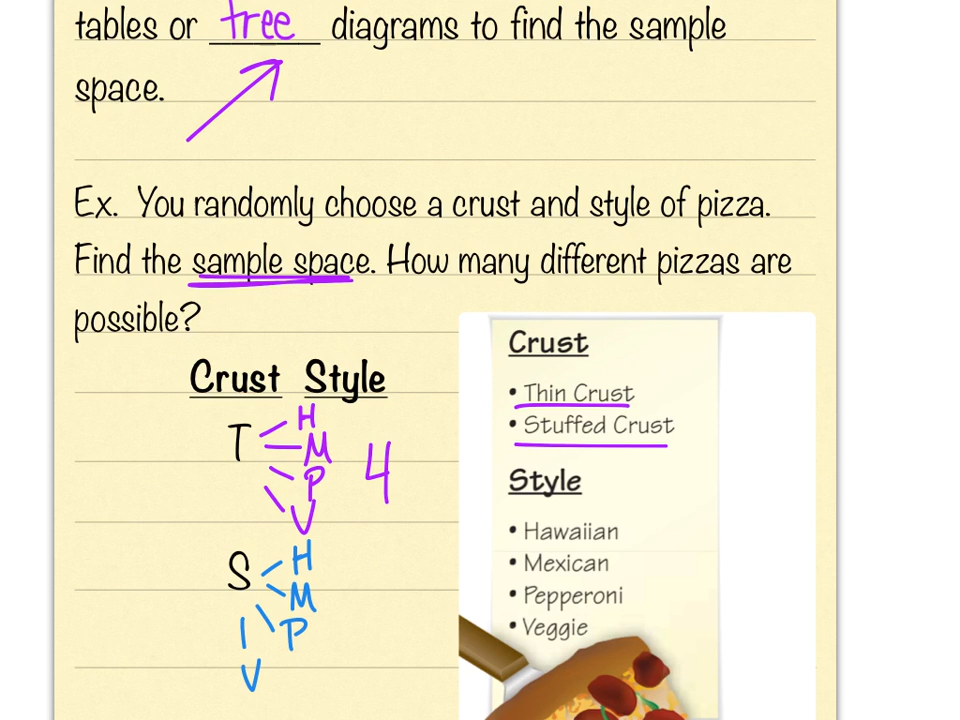 tables or tree diagrams to find the sample
space.
Ex. You randomly choose a crust and style of pizza.
Find the sample space. How many different pizzas are
possible?
Crust Style
T H
M
P
V
4
S H
M
P
V
Crust
• Thin Crust
• Stuffed Crust
Style
• Hawaiian
• Mexican
• Pepperoni
• Veggie